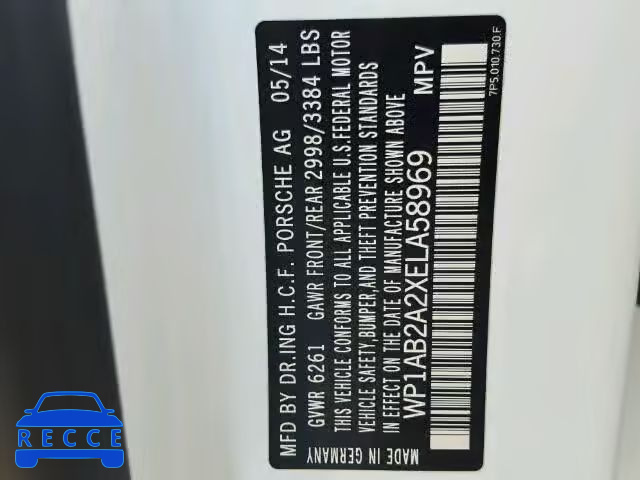 MFD BY DR.ING H.C.F. PORSCHE AG 05/14
GVWR 6261 GAWR FRONT/REAR 2998/3384 LBS
THIS VEHICLE CONFORMS TO ALL APPLICABLE U.S.FEDERAL MOTOR
VEHICLE SAFETY,BUMPER,AND THEFT PREVENTION STANDARDS
IN EFFECT ON THE DATE OF MANUFACTURE SHOWN ABOVE
WP1AB2A2XELA58969 MPV
MADE IN GERMANY
7P5.010.730.F
RECCE